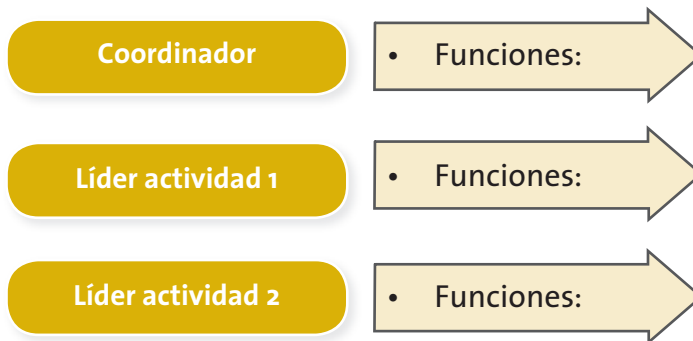 Coordinador
• Funciones:
Líder actividad 1
• Funciones:
Líder actividad 2
• Funciones: